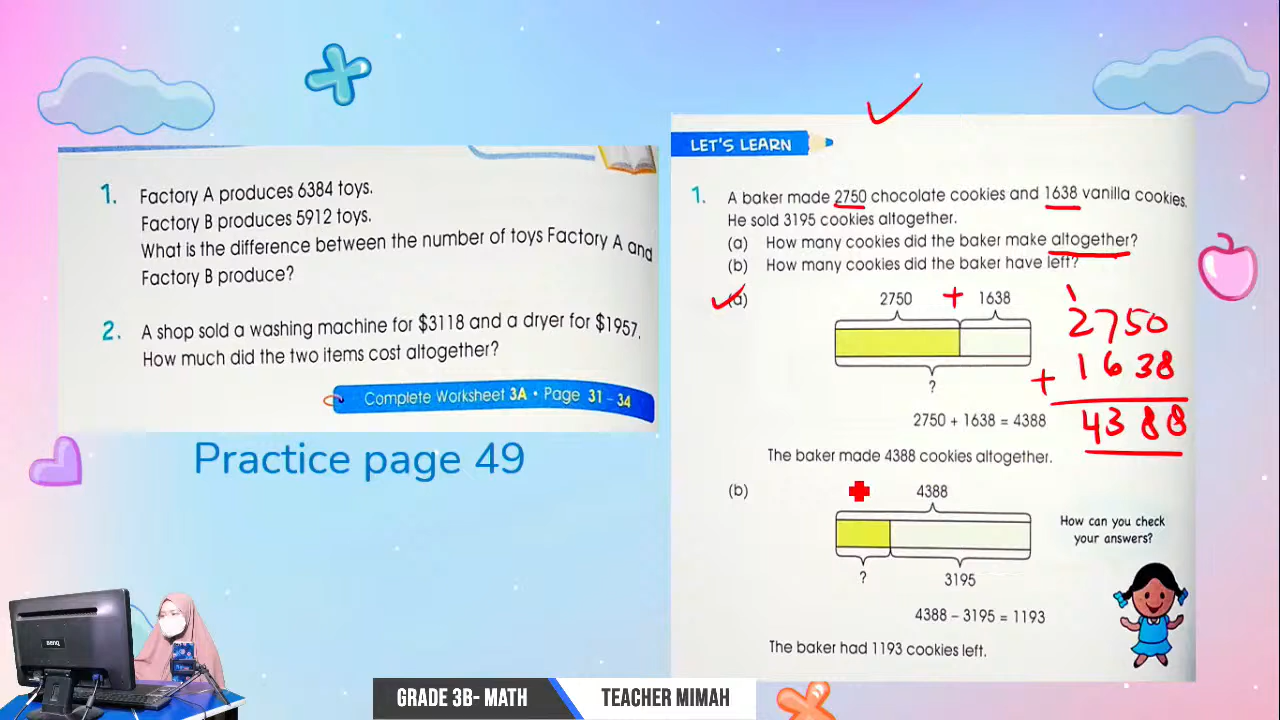 1. Factory A produces 6384 toys.
Factory B produces 5912 toys.
What is the difference between the number of toys Factory A and
Factory B produce?
2. A shop sold a washing machine for $3118 and a dryer for $1957.
How much did the two items cost altogether?
Complete Worksheet 3A • Page 31 - 34
Practice page 49
LET'S LEARN
1. A baker made 2750 chocolate cookies and 1638 vanilla cookies.
He sold 3195 cookies altogether.
(a) How many cookies did the baker make altogether?
(b) How many cookies did the baker have left?
(a)
2750 + 1638
?
2750 + 1638 = 4388
The baker made 4388 cookies altogether.
1
2750
+ 1638
4388
(b)
4388
? 3195
4388 – 3195 = 1193
The baker had 1193 cookies left.
How can you check
your answers?
BenQ
GRADE 3B- MATH
TEACHER MIMAH